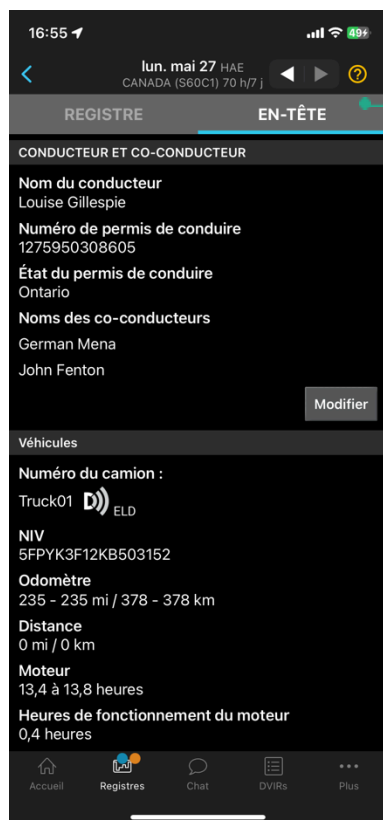 16:55
49
lun. mai 27 HAE
CANADA (S60C1) 70 h/7 j
REGISTRE
EN-TÊTE
CONDUCTEUR ET CO-CONDUCTEUR
Nom du conducteur
Louise Gillespie
Numéro de permis de conduire
1275950308605
État du permis de conduire
Ontario
Noms des co-conducteurs
German Mena
John Fenton
Modifier
Véhicules
Numéro du camion :
Truck01 ELD
NIV
5FPYK3F12KB503152
Odomètre
235 - 235 mi / 378 - 378 km
Distance
0 mi / 0 km
Moteur
13,4 à 13,8 heures
Heures de fonctionnement du moteur
0,4 heures
Accueil
Registres
Chat
DVIRs
Plus